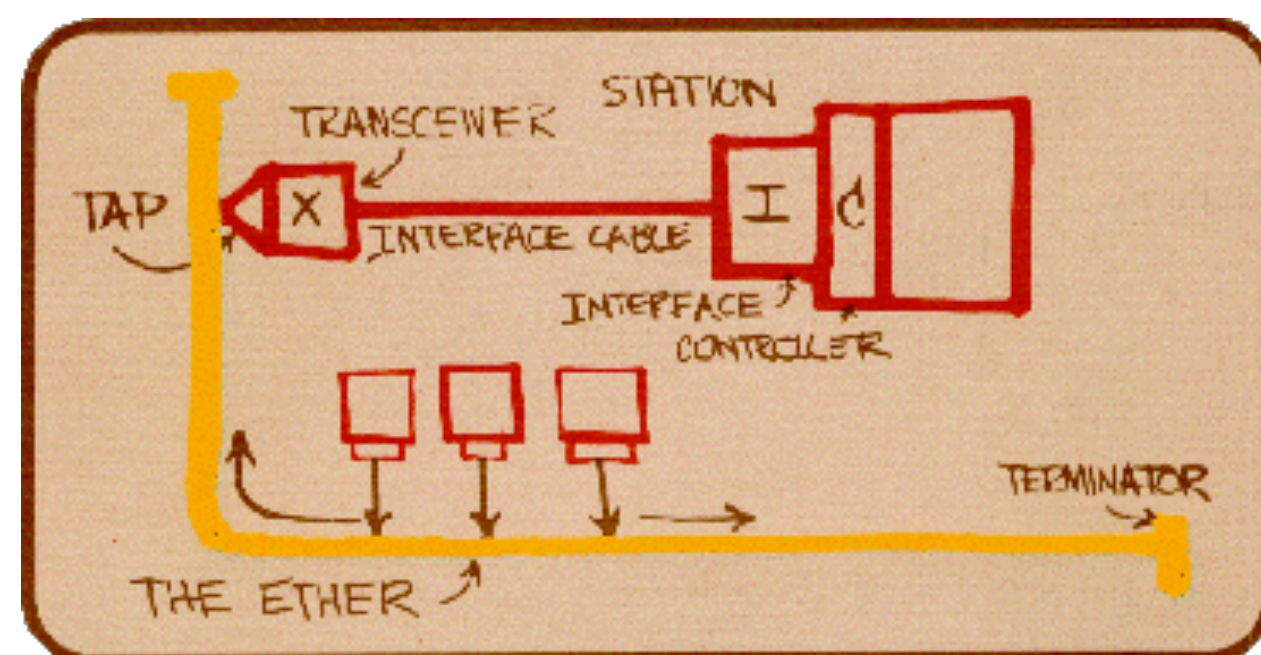 STATION
TRANSCEIVER
TAP
X
I
C
INTERFACE CABLE
INTERFACE
CONTROLLER
TERMINATOR
THE ETHER